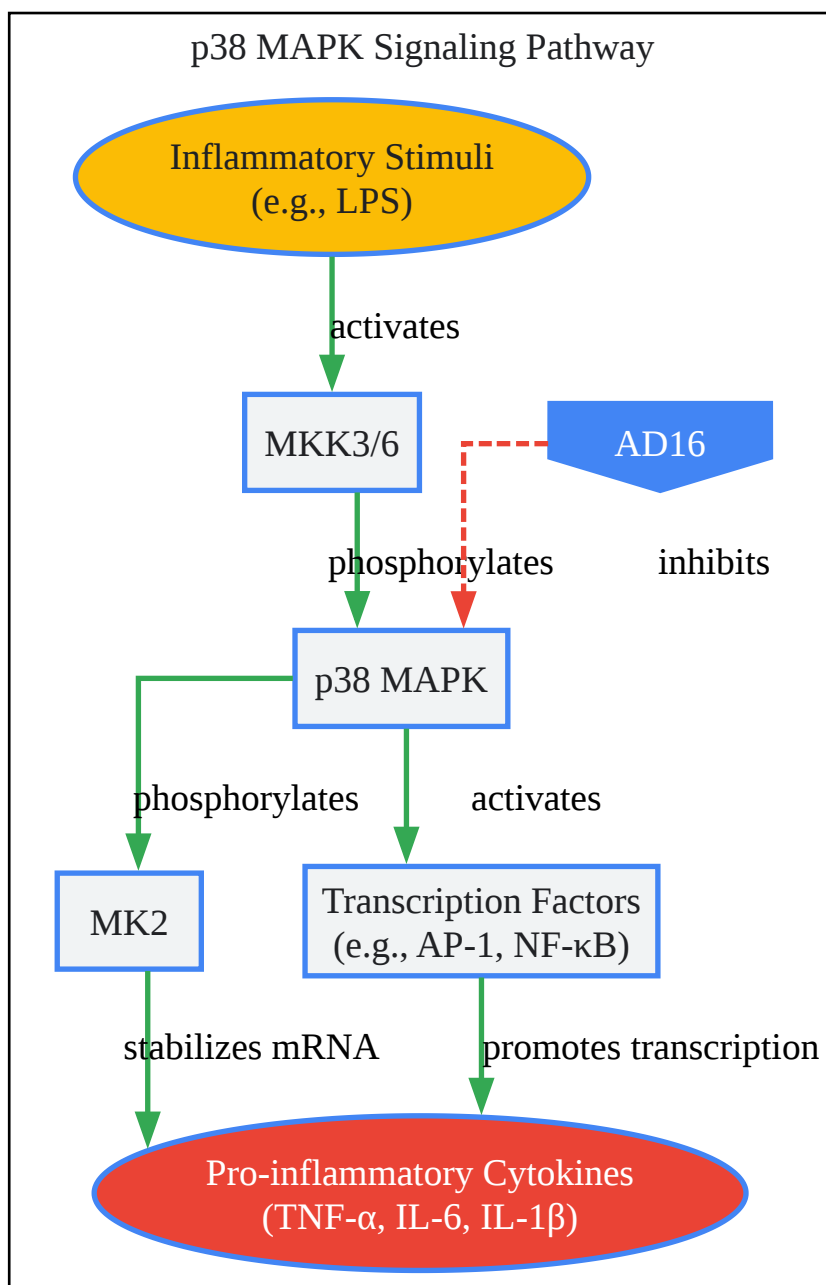 p38 MAPK Signaling Pathway
Inflammatory Stimuli
(e.g., LPS)
activates
MKK3/6
AD16
phosphorylates
inhibits
p38 MAPK
phosphorylates
activates
MK2
Transcription Factors
(e.g., AP-1, NF-κB)
stabilizes mRNA
promotes transcription
Pro-inflammatory Cytokines
(TNF-α, IL-6, IL-1β)